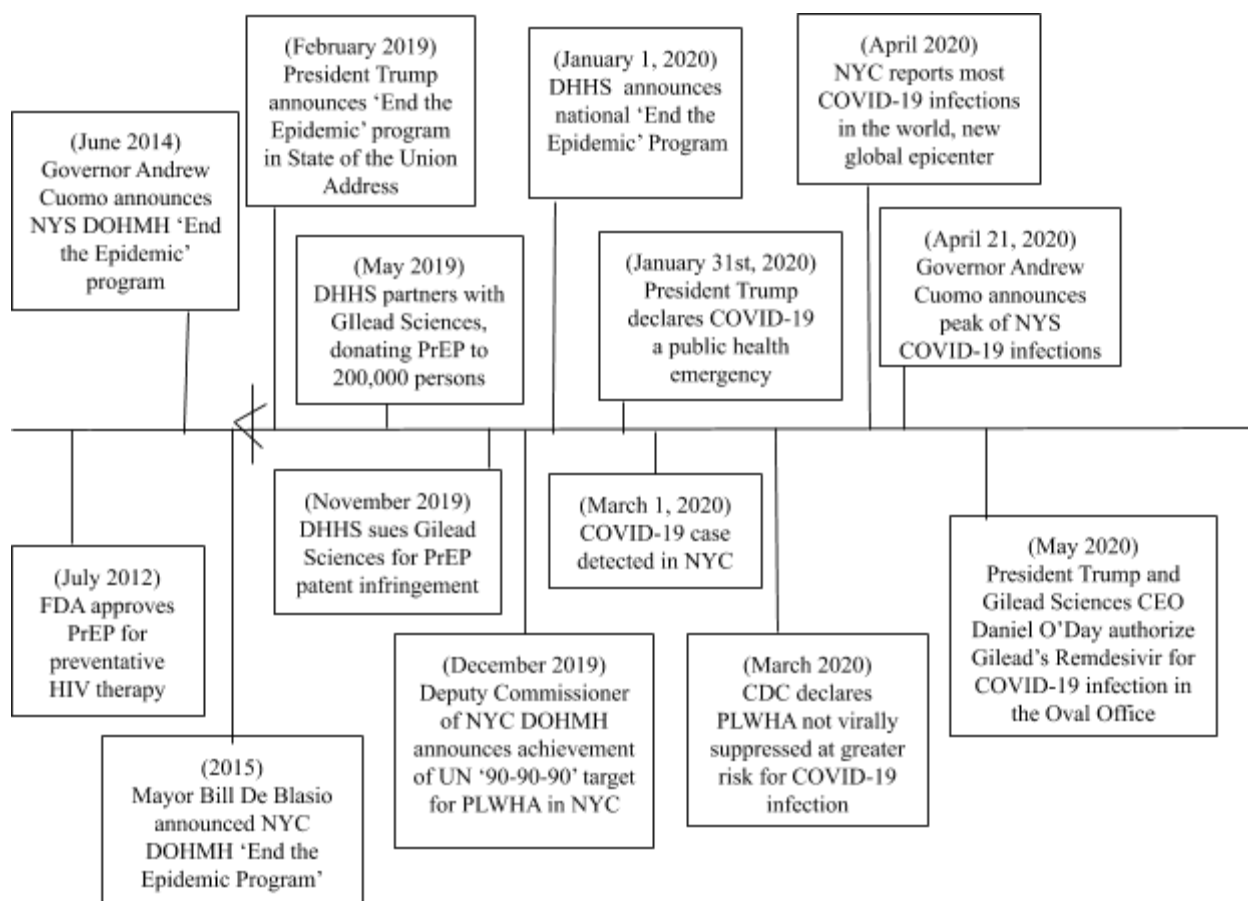 (June 2014)
Governor Andrew
Cuomo announces
NYS DOHMH ‘End
the Epidemic’
program
(February 2019)
President Trump
announces ‘End the
Epidemic’ program
in State of the Union
Address
(May 2019)
DHHS partners with
GIlead Sciences,
donating PrEP to
200,000 persons
(January 1, 2020)
DHHS announces
national ‘End the
Epidemic’ Program
(January 31st, 2020)
President Trump
declares COVID-19
a public health
emergency
(April 2020)
NYC reports most
COVID-19 infections
in the world, new
global epicenter
(April 21, 2020)
Governor Andrew
Cuomo announces
peak of NYS
COVID-19 infections
(July 2012)
FDA approves
PrEP for
preventative
HIV therapy
(2015)
Mayor Bill De Blasio
announced NYC
DOHMH ‘End the
Epidemic Program’
(November 2019)
DHHS sues Gilead
Sciences for PrEP
patent infringement
(December 2019)
Deputy Commissioner
of NYC DOHMH
announces achievement
of UN ‘90-90-90’ target
for PLWHA in NYC
(March 1, 2020)
COVID-19 case
detected in NYC
(March 2020)
CDC declares
PLWHA not virally
suppressed at greater
risk for COVID-19
infection
(May 2020)
President Trump and
Gilead Sciences CEO
Daniel O’Day authorize
Gilead’s Remdesivir for
COVID-19 infection in
the Oval Office